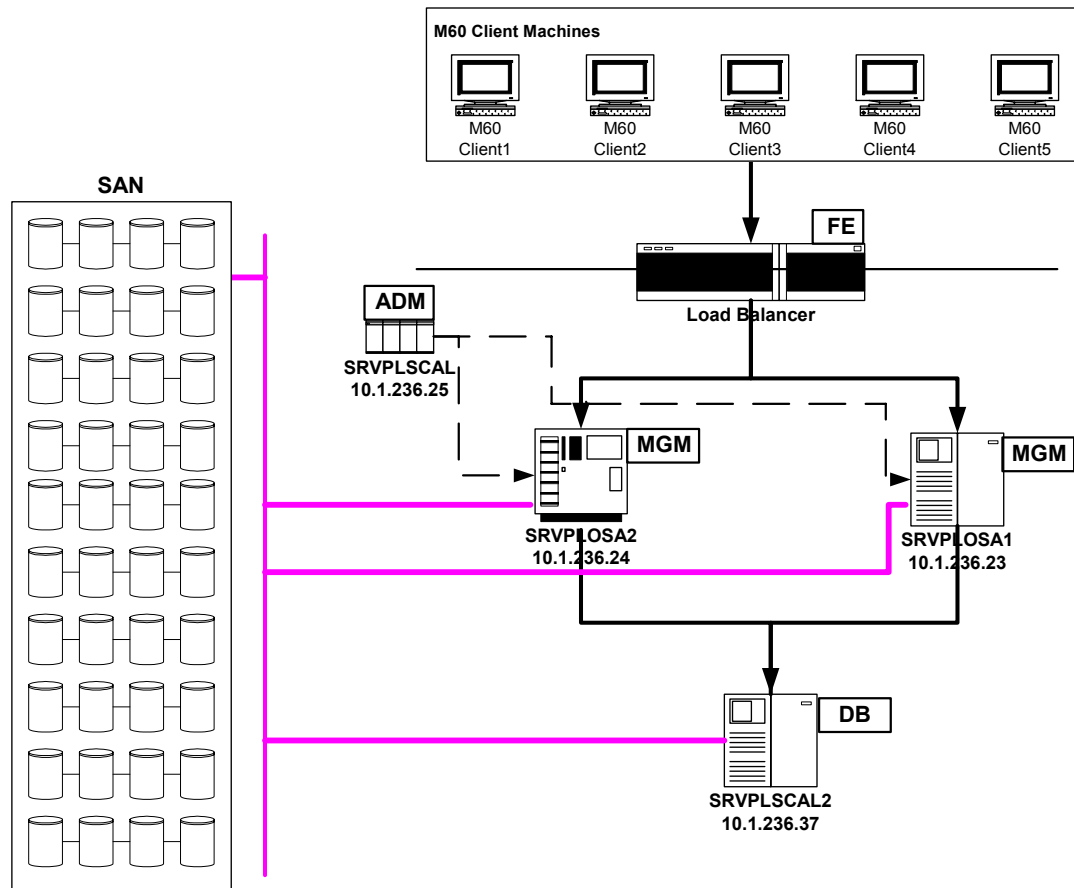 M60 Client Machines
M60
Client1
M60
Client2
M60
Client3
M60
Client4
M60
Client5
SAN
FE
Load Balancer
ADM
SRVPLSCAL
10.1.236.25
MGM
SRVPLOSA2
10.1.236.24
MGM
SRVPLOSA1
10.1.236.23
DB
SRVPLSCAL2
10.1.236.37